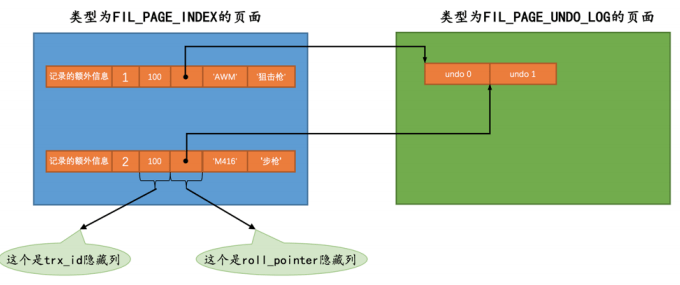 类型为FIL_PAGE_INDEX的页面
类型为FIL_PAGE_UNDO_LOG的页面
记录的额外信息 1 100 'AWM' '狙击枪'
undo 0 undo 1
记录的额外信息 2 100 'M416' '步枪'
这个是trx_id隐藏列
这个是roll_pointer隐藏列